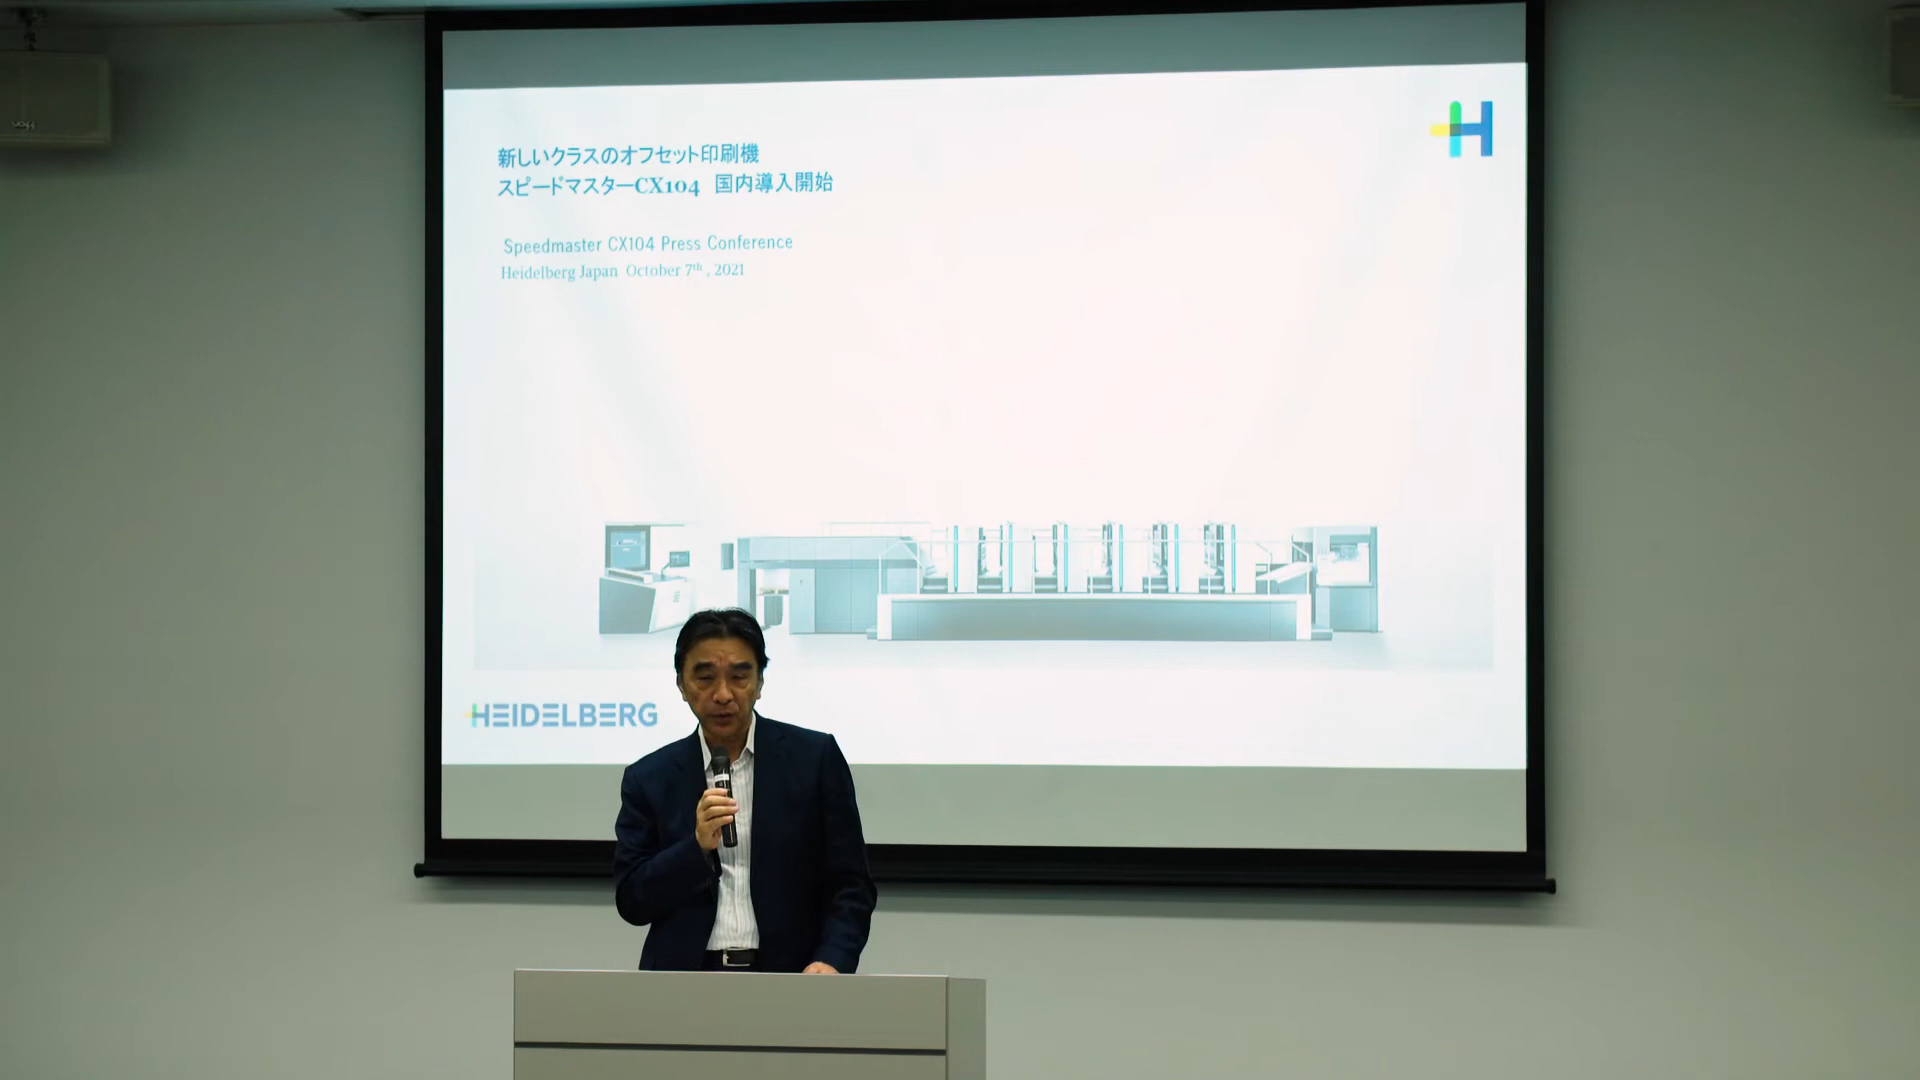 新しいクラスのオフセット印刷機
スピードマスターCX104 国内導入開始
Speedmaster CX104 Press Conference
Heidelberg Japan October 7th , 2021
HEIDELBERG